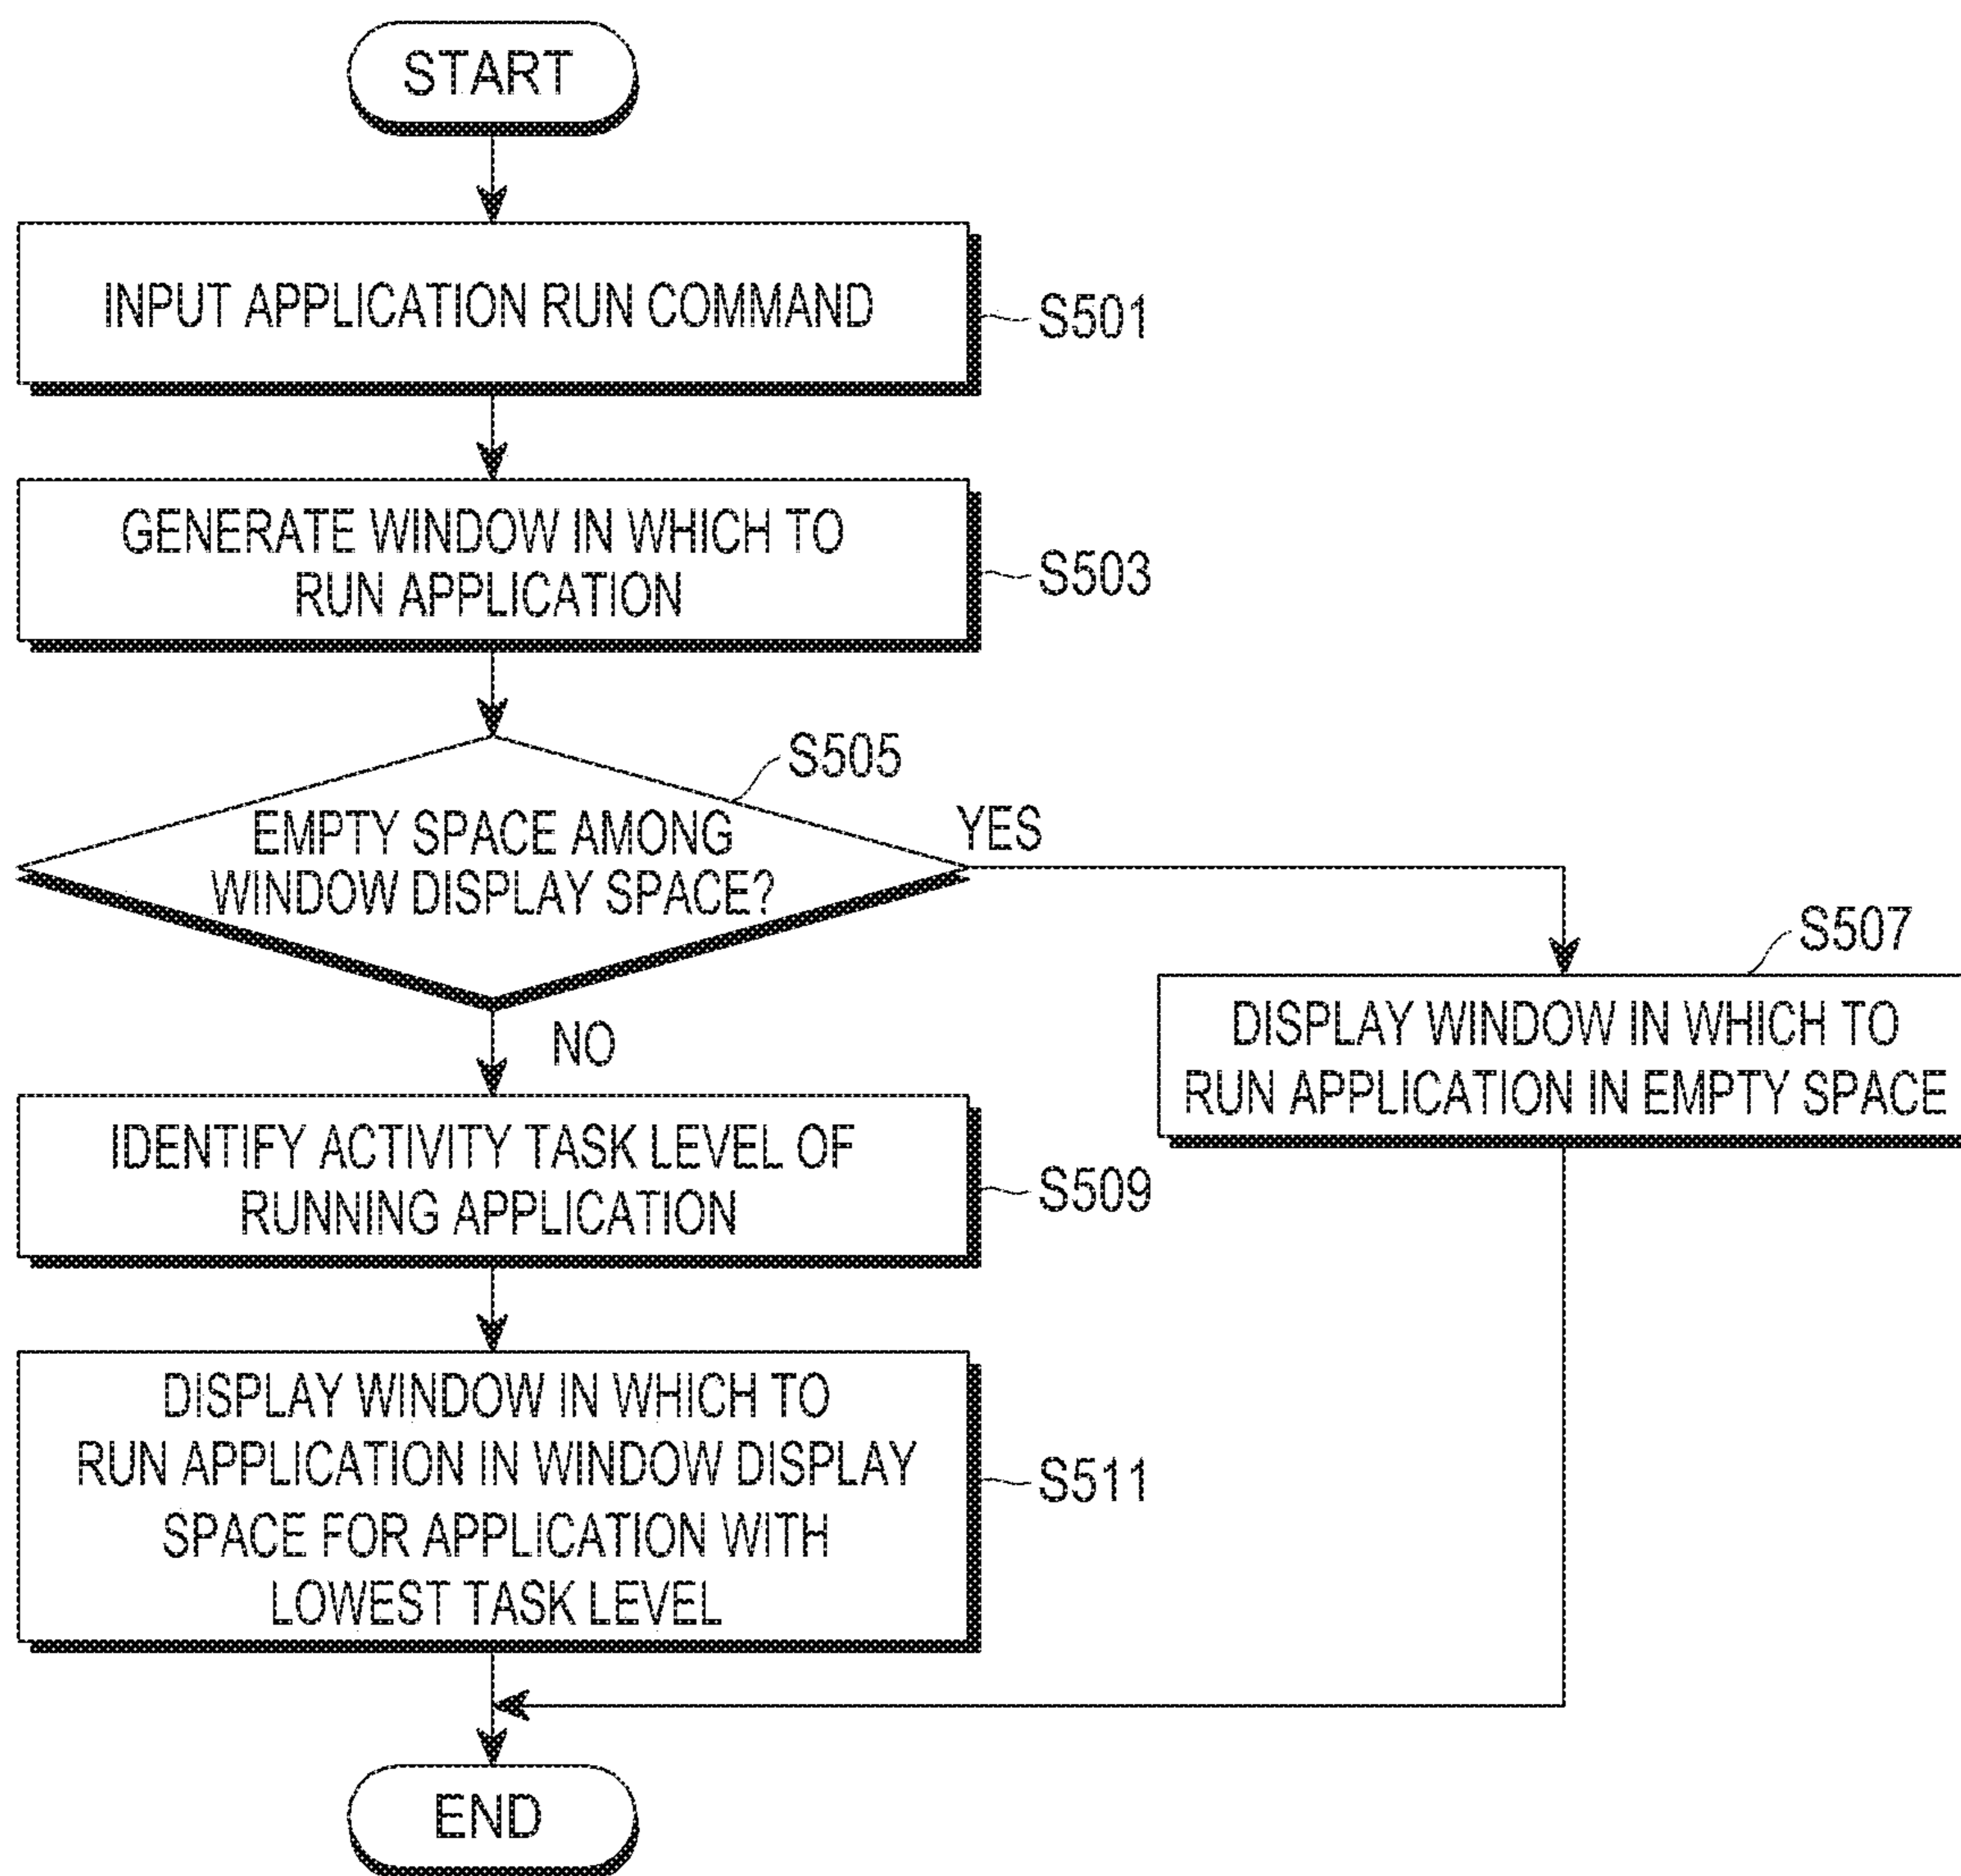 START
INPUT APPLICATION RUN COMMAND
S501
GENERATE WINDOW IN WHICH TO
RUN APPLICATION
S503
S505
EMPTY SPACE AMONG
WINDOW DISPLAY SPACE?
YES
S507
DISPLAY WINDOW IN WHICH TO
RUN APPLICATION IN EMPTY SPACE
NO
IDENTIFY ACTIVITY TASK LEVEL OF
RUNNING APPLICATION
S509
DISPLAY WINDOW IN WHICH TO
RUN APPLICATION IN WINDOW DISPLAY
SPACE FOR APPLICATION WITH
LOWEST TASK LEVEL
S511
END